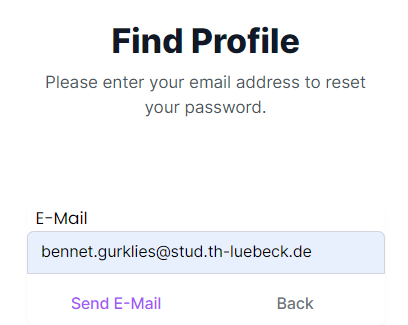 Find Profile
Please enter your email address to reset
your password.
E-Mail
bennet.gurklies@stud.th-luebeck.de
Send E-Mail Back